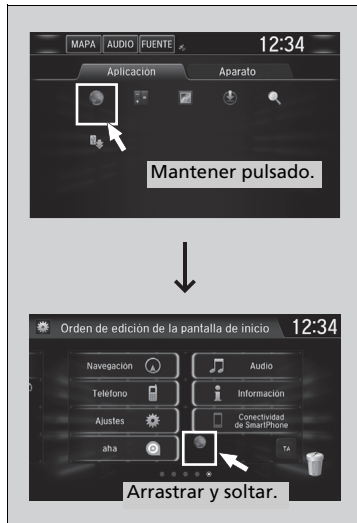 MAPA AUDIO FUENTE 12:34
Aplicación Aparato
Mantener pulsado.
Orden de edición de la pantalla de inicio 12:34
Navegación Audio
Teléfono Información
Ajustes Conectividad
de SmartPhone
aha TA
Arrastrar y soltar.